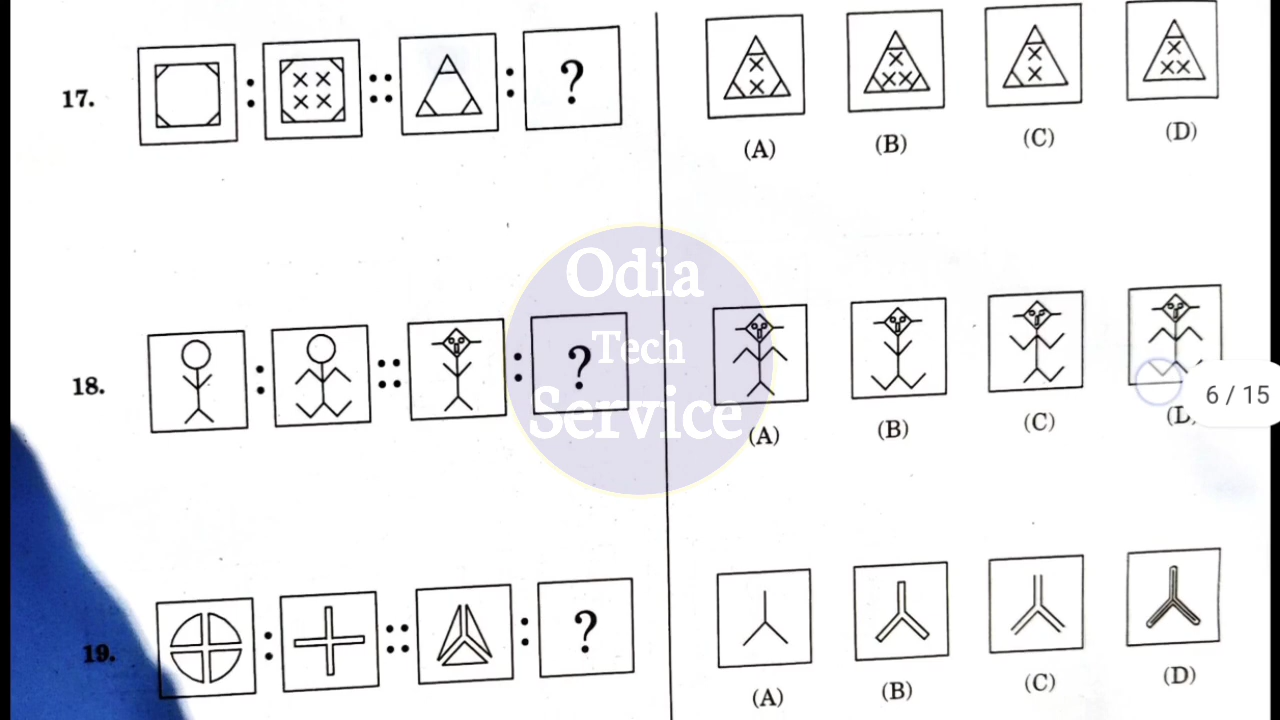 17.
:
::
:
?
(A)
(B)
(C)
(D)
Odia
Tech
Service
18.
:
::
:
?
(A)
(B)
(C)
(D
6 / 15
19.
:
::
:
?
(A)
(B)
(C)
(D)